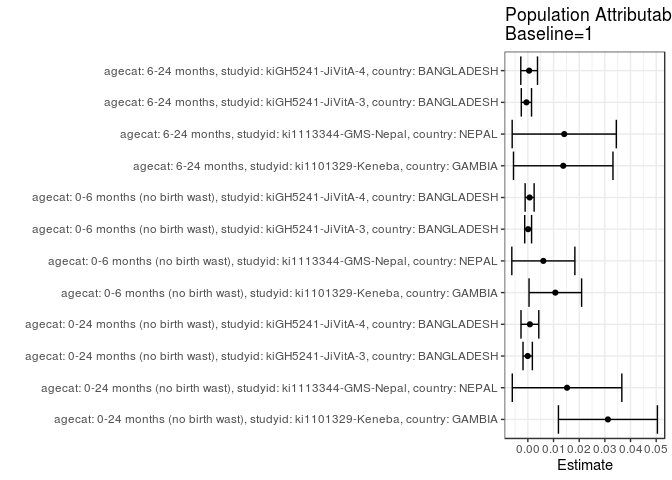 Population Attributab
Baseline=1
agecat: 6-24 months, studyid: kiGH5241-JiVitA-4, country: BANGLADESH
agecat: 6-24 months, studyid: kiGH5241-JiVitA-3, country: BANGLADESH
agecat: 6-24 months, studyid: ki1113344-GMS-Nepal, country: NEPAL
agecat: 6-24 months, studyid: ki1101329-Keneba, country: GAMBIA
agecat: 0-6 months (no birth wast), studyid: kiGH5241-JiVitA-4, country: BANGLADESH
agecat: 0-6 months (no birth wast), studyid: kiGH5241-JiVitA-3, country: BANGLADESH
agecat: 0-6 months (no birth wast), studyid: ki1113344-GMS-Nepal, country: NEPAL
agecat: 0-6 months (no birth wast), studyid: ki1101329-Keneba, country: GAMBIA
agecat: 0-24 months (no birth wast), studyid: kiGH5241-JiVitA-4, country: BANGLADESH
agecat: 0-24 months (no birth wast), studyid: kiGH5241-JiVitA-3, country: BANGLADESH
agecat: 0-24 months (no birth wast), studyid: ki1113344-GMS-Nepal, country: NEPAL
agecat: 0-24 months (no birth wast), studyid: ki1101329-Keneba, country: GAMBIA
0.00 0.01 0.02 0.03 0.04 0.05
Estimate